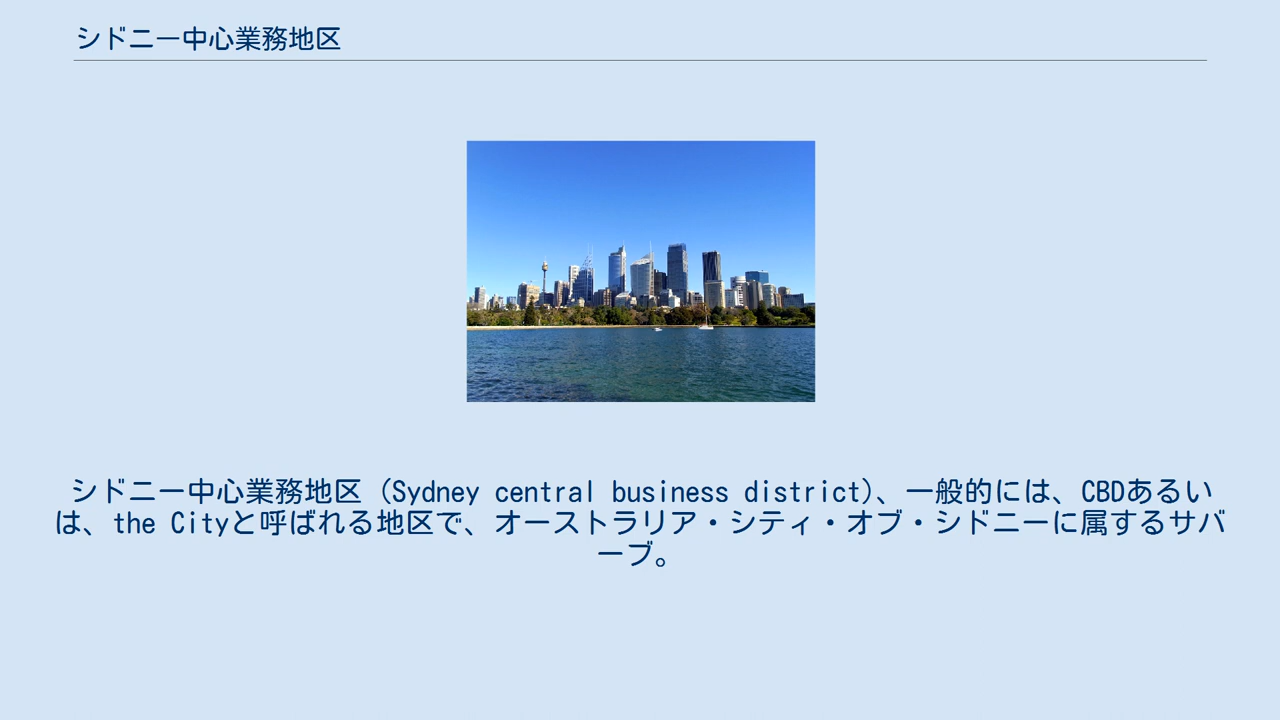 シドニー中心業務地区
シドニー中心業務地区（Sydney central business district)、一般的には、CBDあるい
は、the Cityと呼ばれる地区で、オーストラリア・シティ・オブ・シドニーに属するサバ
ーブ。